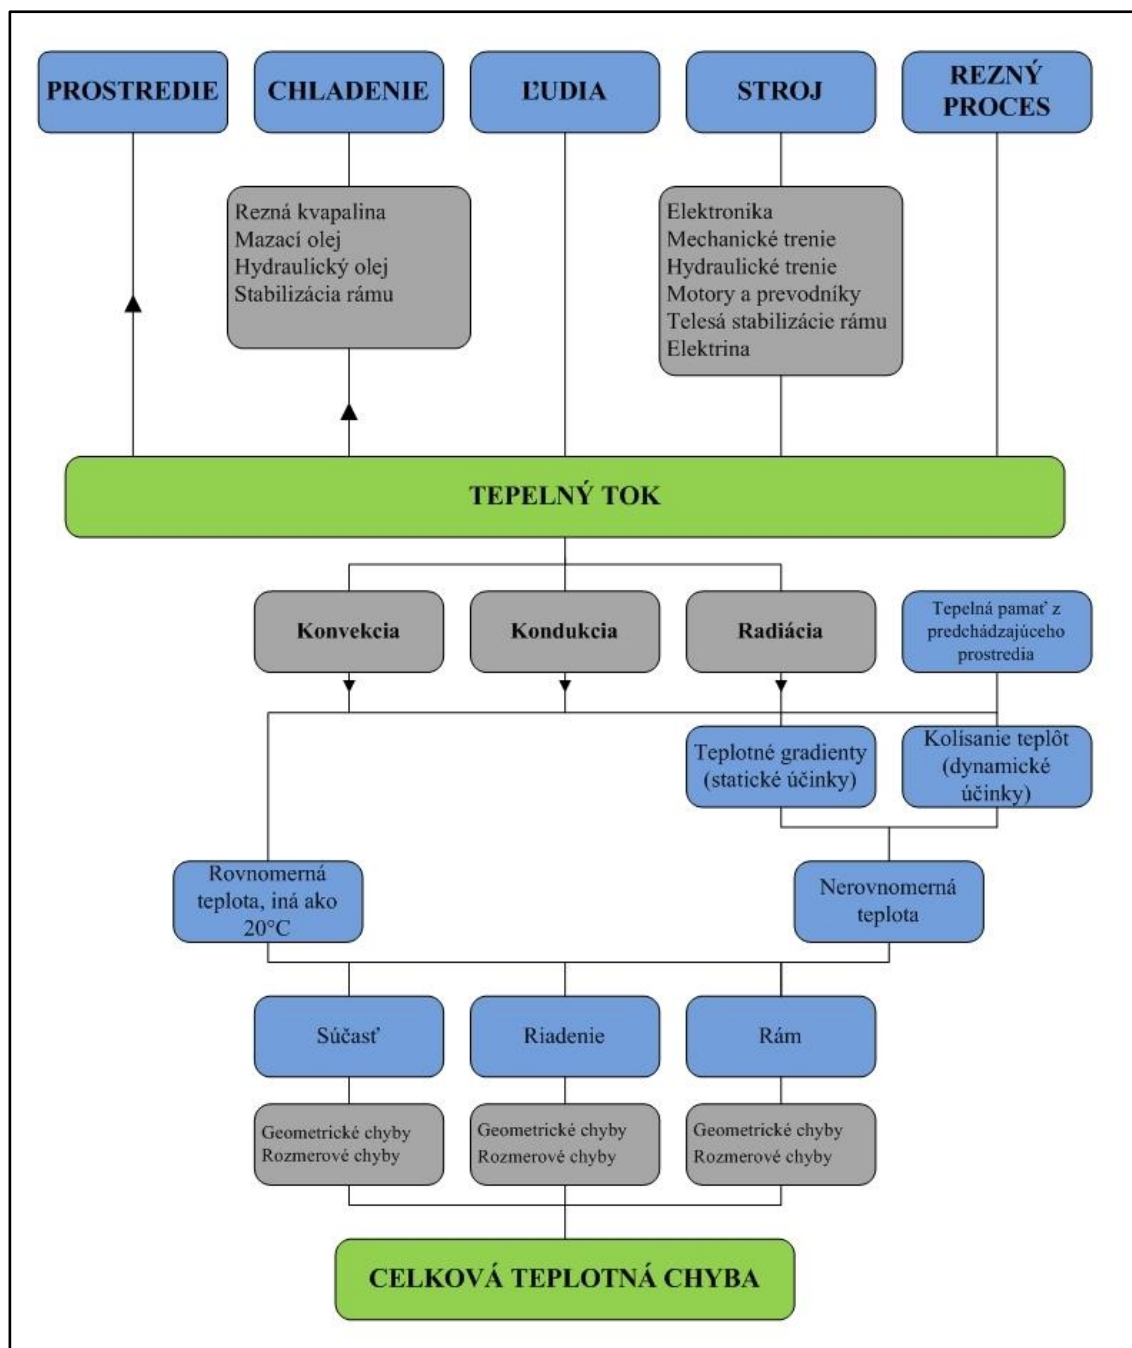 PROSTREDIE
CHLADENIE
ĽUDIA
STROJ
REZNÝ
PROCES
Rezná kvapalina
Mazací olej
Hydraulický olej
Stabilizácia rámu
Elektronika
Mechanické trenie
Hydraulické trenie
Motory a prevodníky
Telesá stabilizácie rámu
Elektrina
TEPELNÝ TOK
Konvekcia
Kondukcia
Radiácia
Tepelná pamať z
predchádzajúceho
prostredia
Teplotné gradienty
(statické účinky)
Kolísanie teplôt
(dynamické
účinky)
Rovnomerná
teplota, iná ako
20°C
Nerovnomerná
teplota
Súčasť
Riadenie
Rám
Geometrické chyby
Rozmerové chyby
Geometrické chyby
Rozmerové chyby
Geometrické chyby
Rozmerové chyby
CELKOVÁ TEPLOTNÁ CHYBA